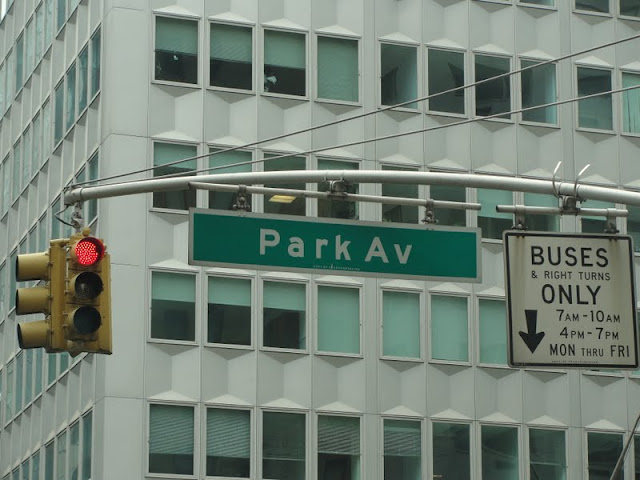 Park Av
BUSES
& RIGHT TURNS
ONLY
7AM-10AM
4PM-7PM
MON THRU FRI